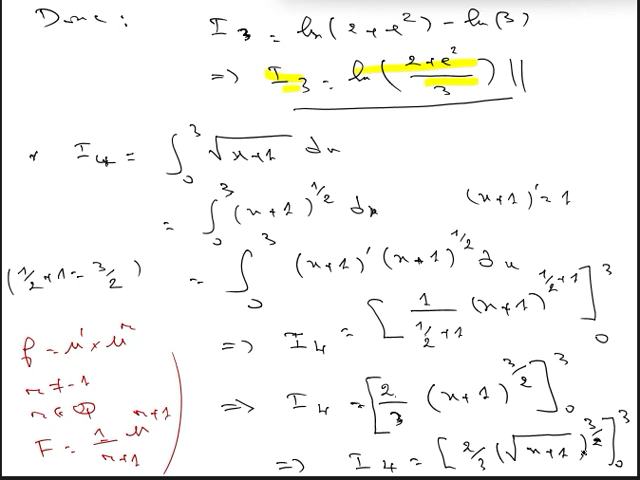 Donc : I₃ = ln(2+e²) - ln(3)
=> I₃ = ln((2+e²)/3) ||
* I₄ = ∫₀³ √(x+1) dx
= ∫₀³ (x+1)^(1/2) dx (x+1)' = 1
(1/2+1 = 3/2) = ∫₀³ (x+1)' (x+1)^(1/2) dx
=> I₄ = [1/(1/2+1) (x+1)^(1/2+1)]₀³
f = u' × uⁿ
n ≠ -1
n ∈ ℚ
F = 1/(n+1) u^(n+1)
=> I₄ = [2/3 (x+1)^(3/2)]₀³
=> I₄ = [2/3 (√(x+1))³]₀³